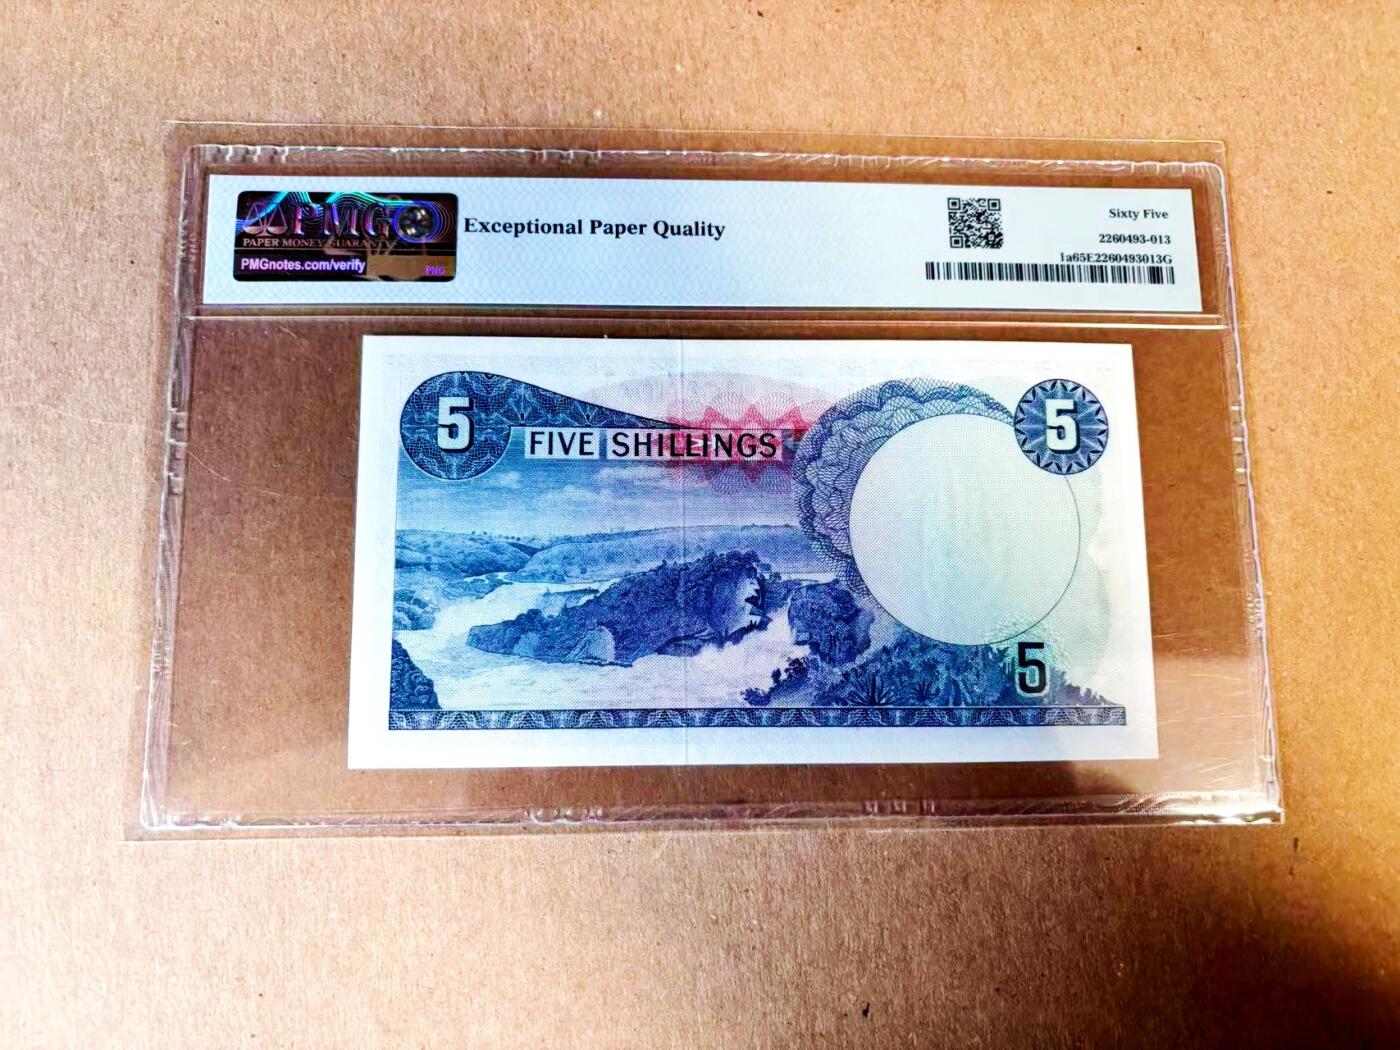 PMG
PAPER MONEY GUARANTY
PMGnotes.com/verify
PNG
Exceptional Paper Quality
Sixty Five
2260493-013
1a65E2260493013G
5
FIVE SHILLINGS
5
5